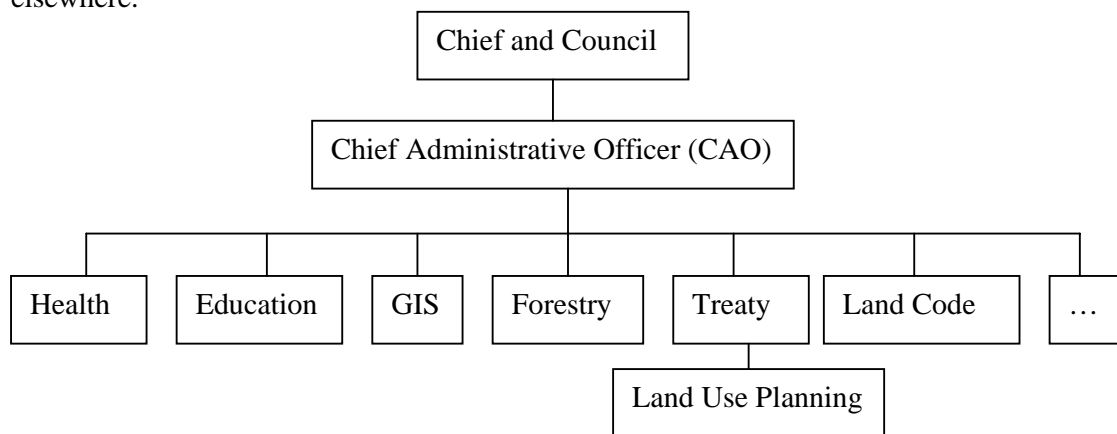 elsewhere.
Chief and Council
Chief Administrative Officer (CAO)
Health Education GIS Forestry Treaty Land Code …
Land Use Planning